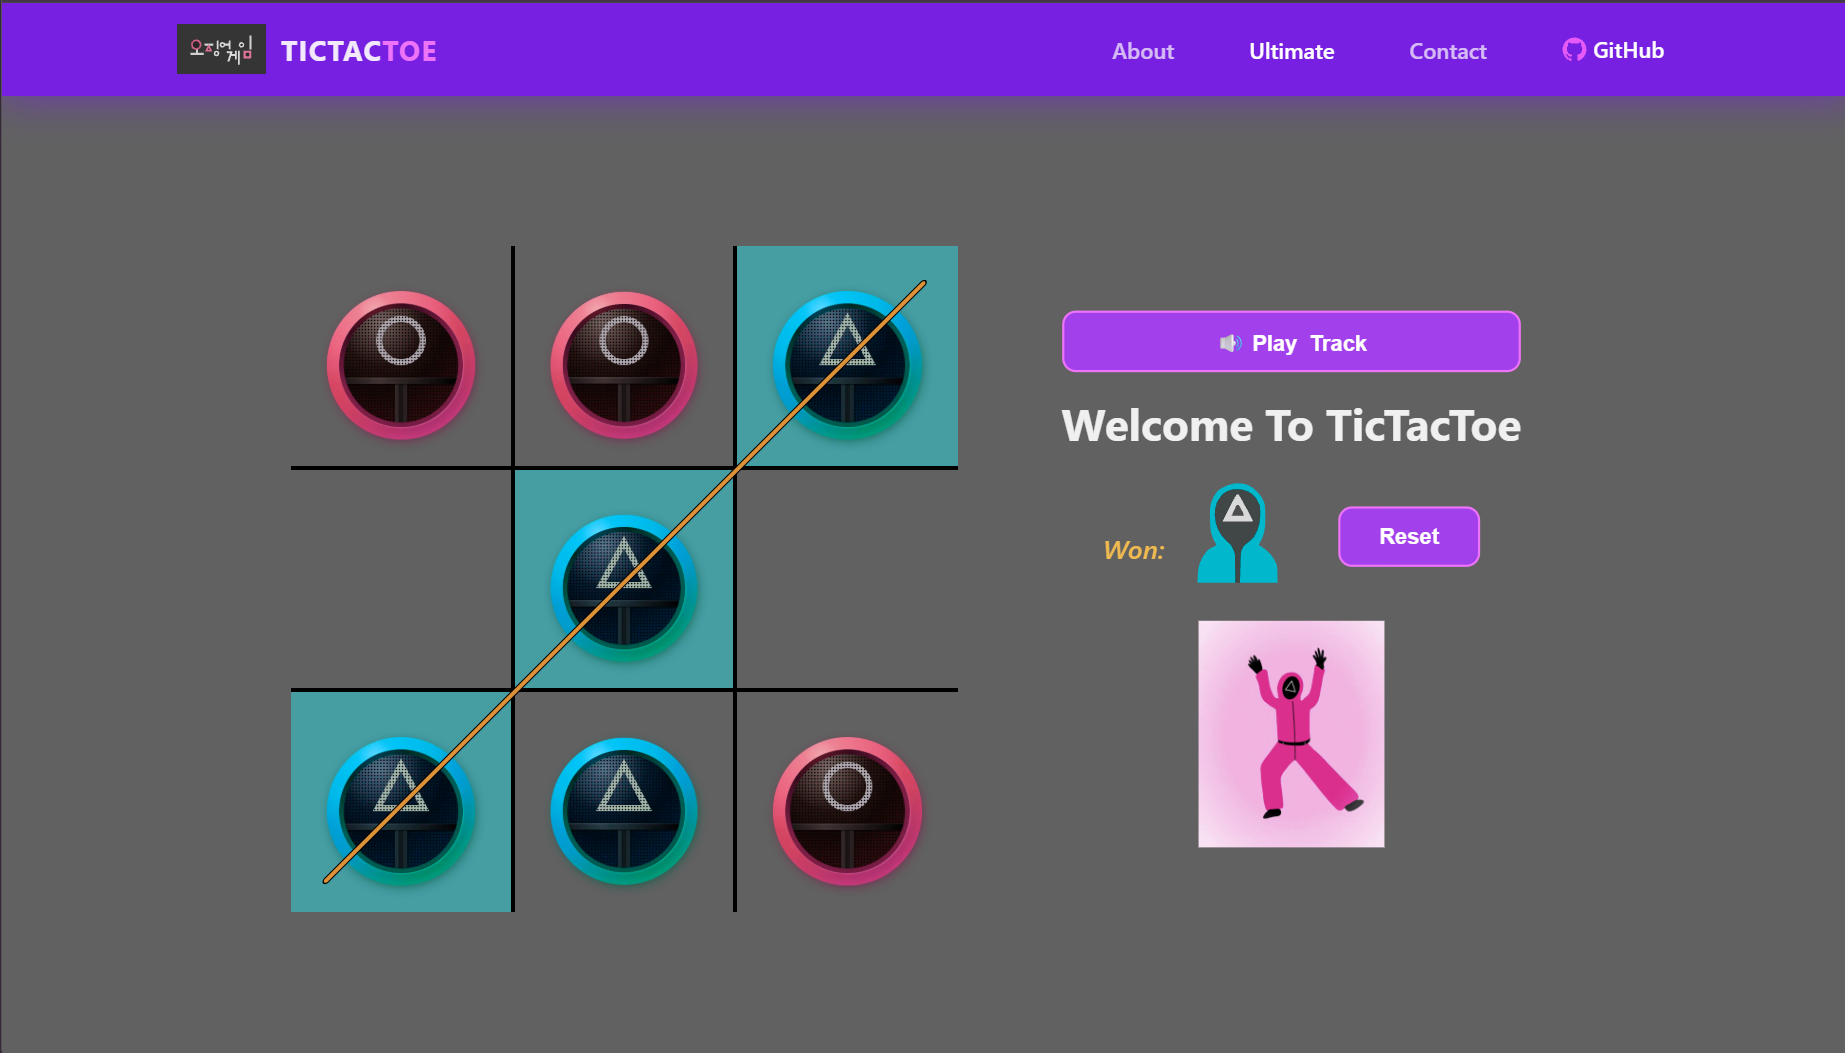 오징어
게임
TICTACTOE
About
Ultimate
Contact
GitHub
Play Track
Welcome To TicTacToe
Won:
Reset